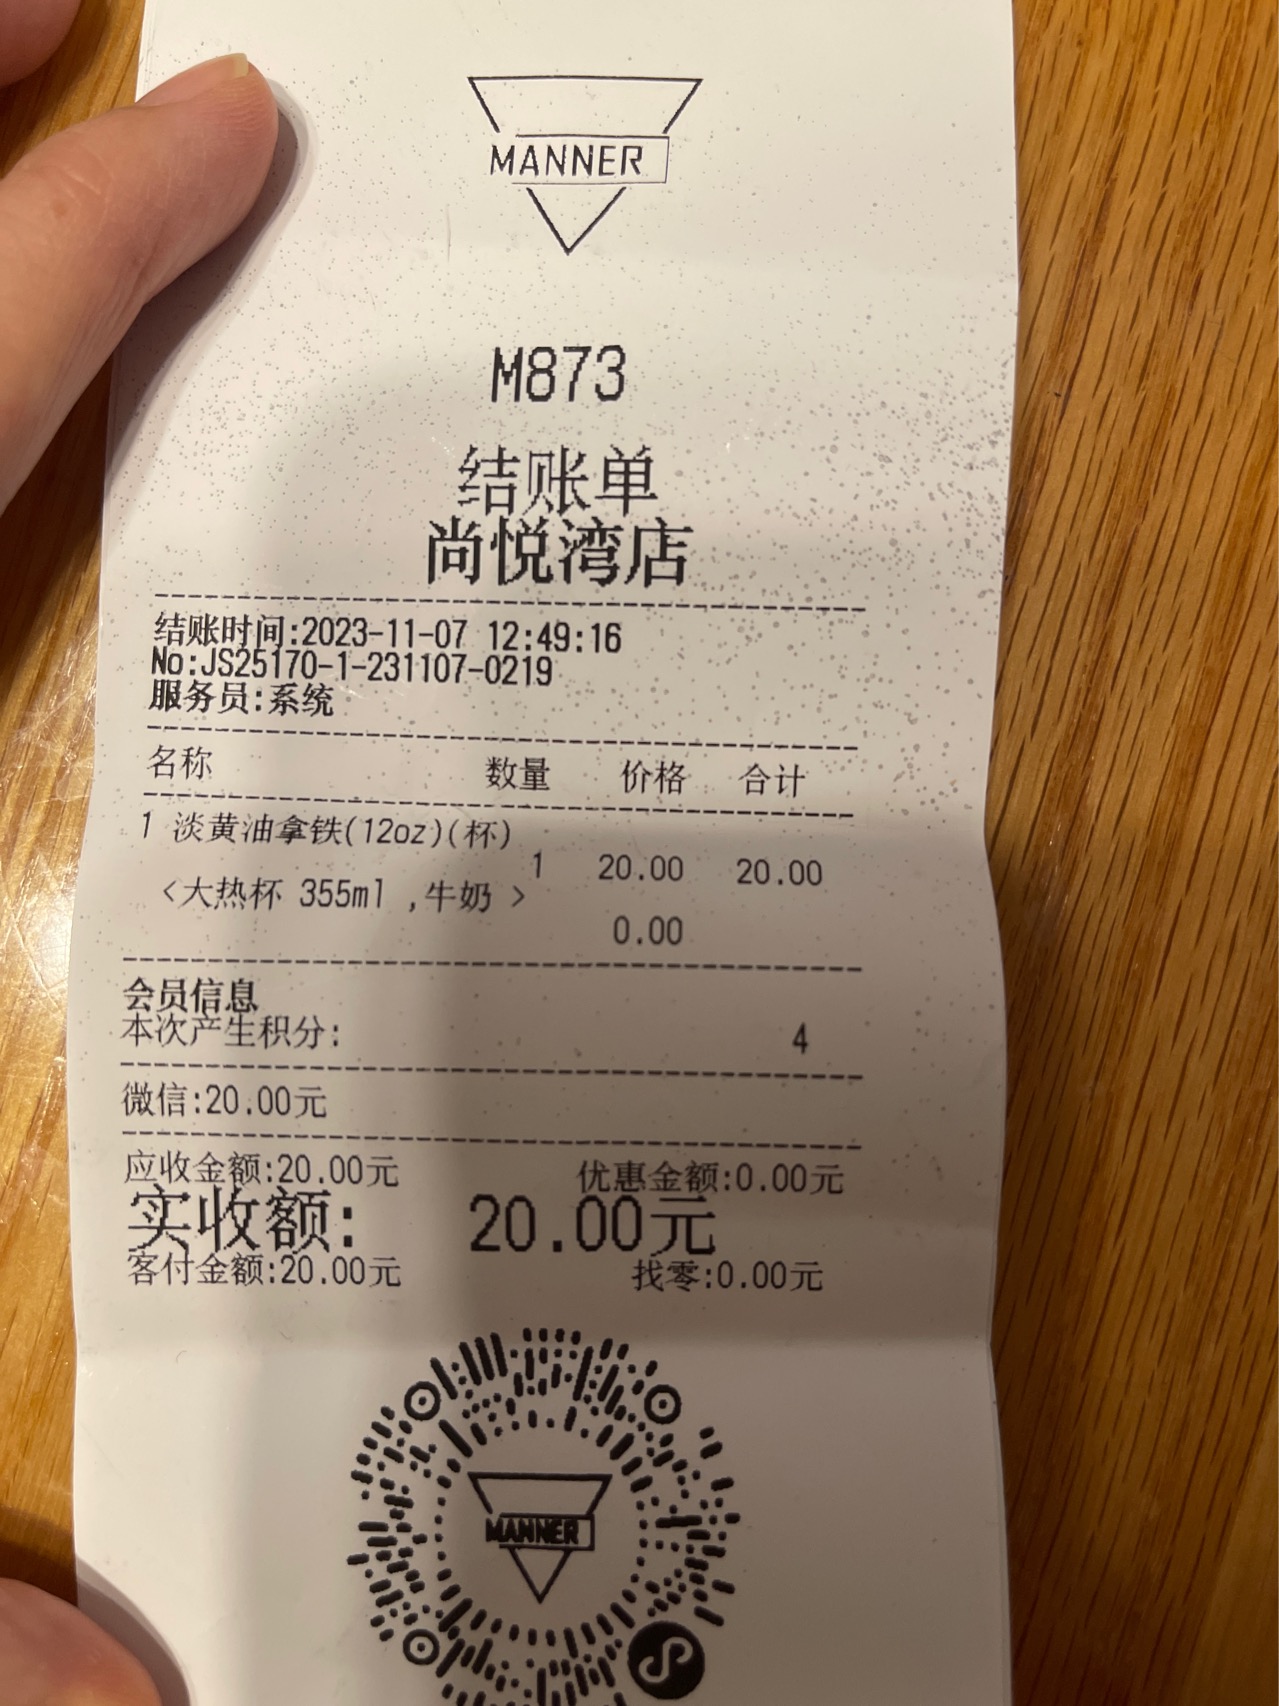 MANNER
M873
结账单
尚悦湾店
结账时间:2023-11-07 12:49:16
No:JS25170-1-231107-0219
服务员:系统
名称 数量 价格 合计
1 淡黄油拿铁(12oz)(杯)
1 20.00 20.00
<大热杯 355ml ,牛奶 >
0.00
会员信息
本次产生积分: 4
微信:20.00元
应收金额:20.00元 优惠金额:0.00元
实收额: 20.00元
客付金额:20.00元 找零:0.00元
MANNER